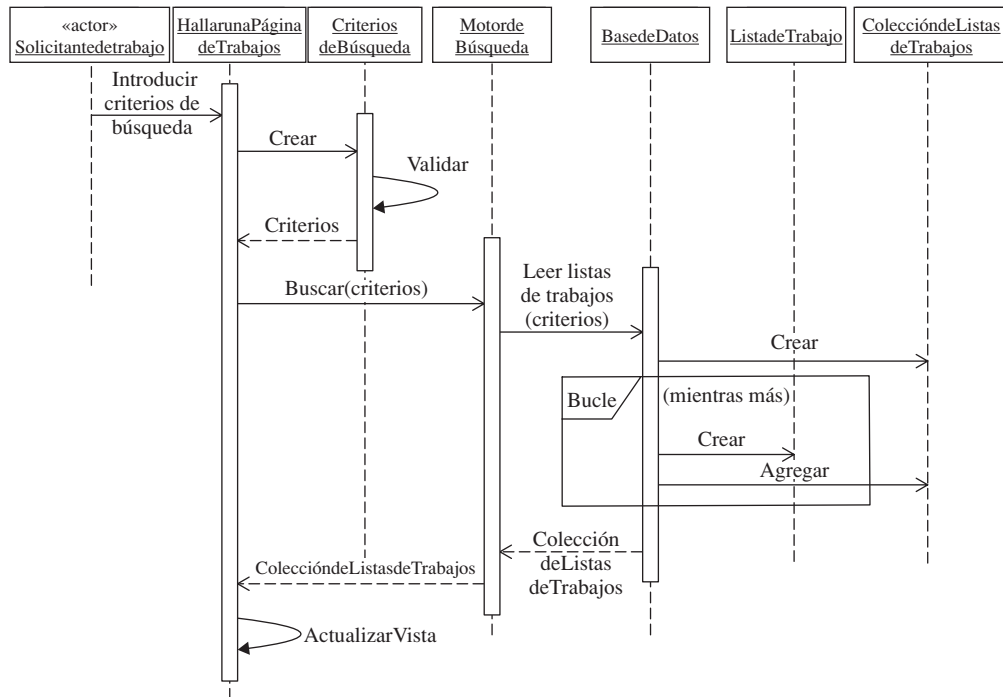 «actor»
Solicitantedetrabajo
HallarunaPágina
deTrabajos
Criterios
deBúsqueda
Motorde
Búsqueda
BasedeDatos
ListadeTrabajo
ColeccióndeListas
deTrabajos
Introducir
criterios de
búsqueda
Crear
Validar
Criterios
Buscar(criterios)
Leer listas
de trabajos
(criterios)
Crear
Bucle
(mientras más)
Crear
Agregar
Colección
deListas
deTrabajos
ColeccióndeListasdeTrabajos
ActualizarVista